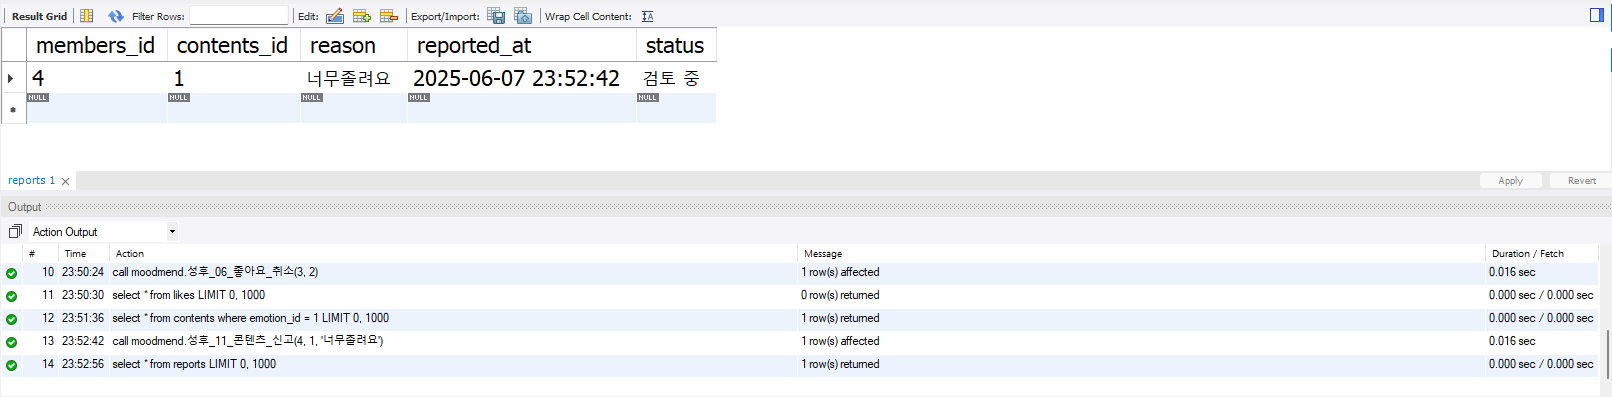 Result Grid Filter Rows: Edit: Export/Import: Wrap Cell Content:
members_id contents_id reason reported_at status
4 1 너무졸려요 2025-06-07 23:52:42 검토 중
NULL NULL NULL NULL NULL
reports 1 Apply Revert
Output
Action Output
# Time Action Message Duration / Fetch
10 23:50:24 call moodmend.성후_06_좋아요_취소(3, 2) 1 row(s) affected 0.016 sec
11 23:50:30 select * from likes LIMIT 0, 1000 0 row(s) returned 0.000 sec / 0.000 sec
12 23:51:36 select * from contents where emotion_id = 1 LIMIT 0, 1000 1 row(s) returned 0.000 sec / 0.000 sec
13 23:52:42 call moodmend.성후_11_콘텐츠_신고(4, 1, '너무졸려요') 1 row(s) affected 0.016 sec
14 23:52:56 select * from reports LIMIT 0, 1000 1 row(s) returned 0.000 sec / 0.000 sec